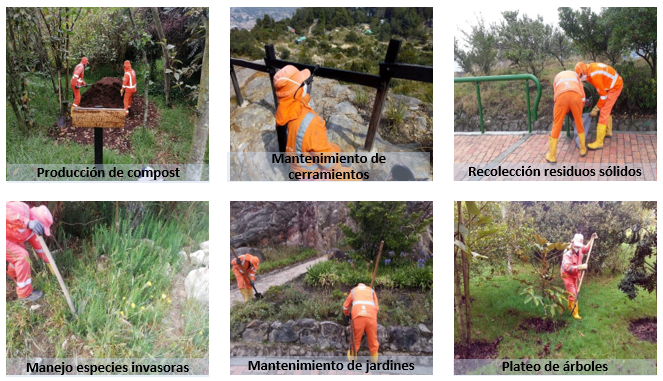 Producción de compost
Mantenimiento de
cerramientos
Recolección residuos sólidos
Manejo especies invasoras
Mantenimiento de jardines
Plateo de árboles